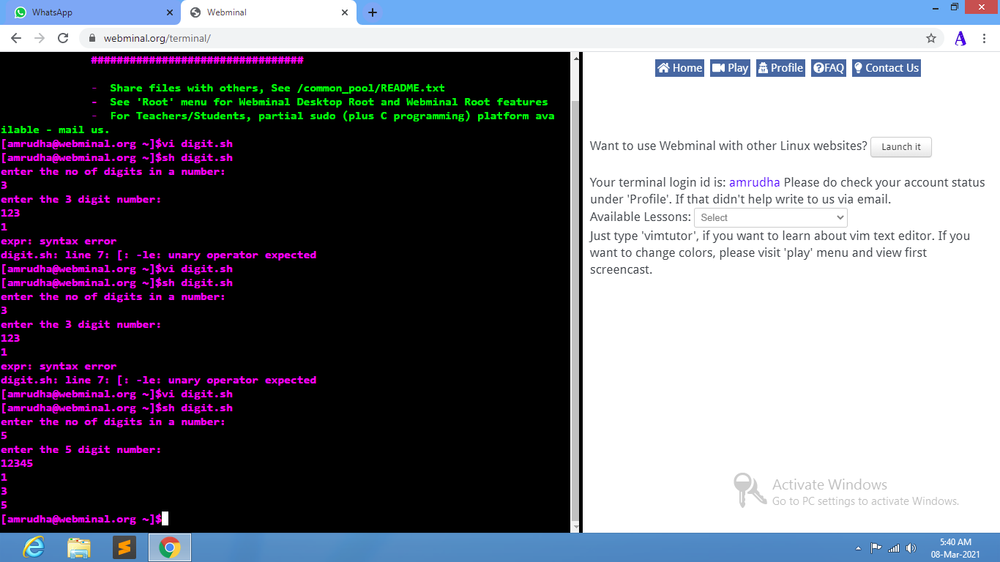 WhatsApp
Webminal
webminal.org/terminal/
################################
- Share files with others, See /common_pool/README.txt
- See 'Root' menu for Webminal Desktop Root and Webminal Root features
- For Teachers/Students, partial sudo (plus C programming) platform ava
ilable - mail us.
[amrudha@webminal.org ~]$vi digit.sh
[amrudha@webminal.org ~]$sh digit.sh
enter the no of digits in a number:
3
enter the 3 digit number:
123
1
expr: syntax error
digit.sh: line 7: [: -le: unary operator expected
[amrudha@webminal.org ~]$vi digit.sh
[amrudha@webminal.org ~]$sh digit.sh
enter the no of digits in a number:
3
enter the 3 digit number:
123
1
expr: syntax error
digit.sh: line 7: [: -le: unary operator expected
[amrudha@webminal.org ~]$vi digit.sh
[amrudha@webminal.org ~]$sh digit.sh
enter the no of digits in a number:
5
enter the 5 digit number:
12345
1
3
5
[amrudha@webminal.org ~]$
Home Play Profile FAQ Contact Us
Want to use Webminal with other Linux websites? Launch it
Your terminal login id is: amrudha Please do check your account status
under 'Profile'. If that didn't help write to us via email.
Available Lessons: Select
Just type 'vimtutor', if you want to learn about vim text editor. If you
want to change colors, please visit 'play' menu and view first
screencast.
Activate Windows
Go to PC settings to activate Windows.
5:40 AM
08-Mar-2021